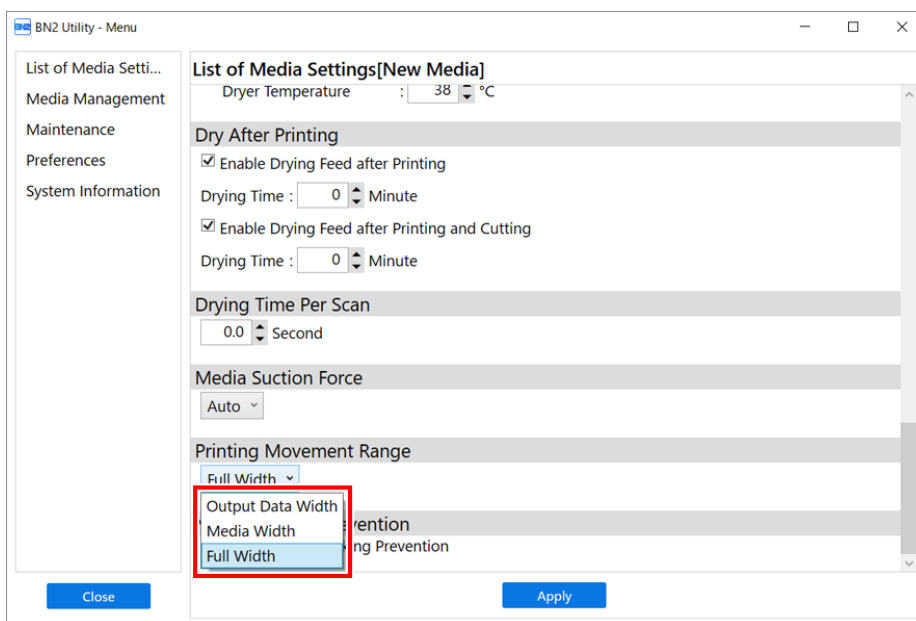 BN2 BN2 Utility - Menu
List of Media Setti...
Media Management
Maintenance
Preferences
System Information
List of Media Settings[New Media]
Dryer Temperature : 38 °C
Dry After Printing
Enable Drying Feed after Printing
Drying Time : 0 Minute
Enable Drying Feed after Printing and Cutting
Drying Time : 0 Minute
Drying Time Per Scan
0.0 Second
Media Suction Force
Auto
Printing Movement Range
Full Width
Output Data Width
Media Width
Full Width
Prevention
Close
Apply